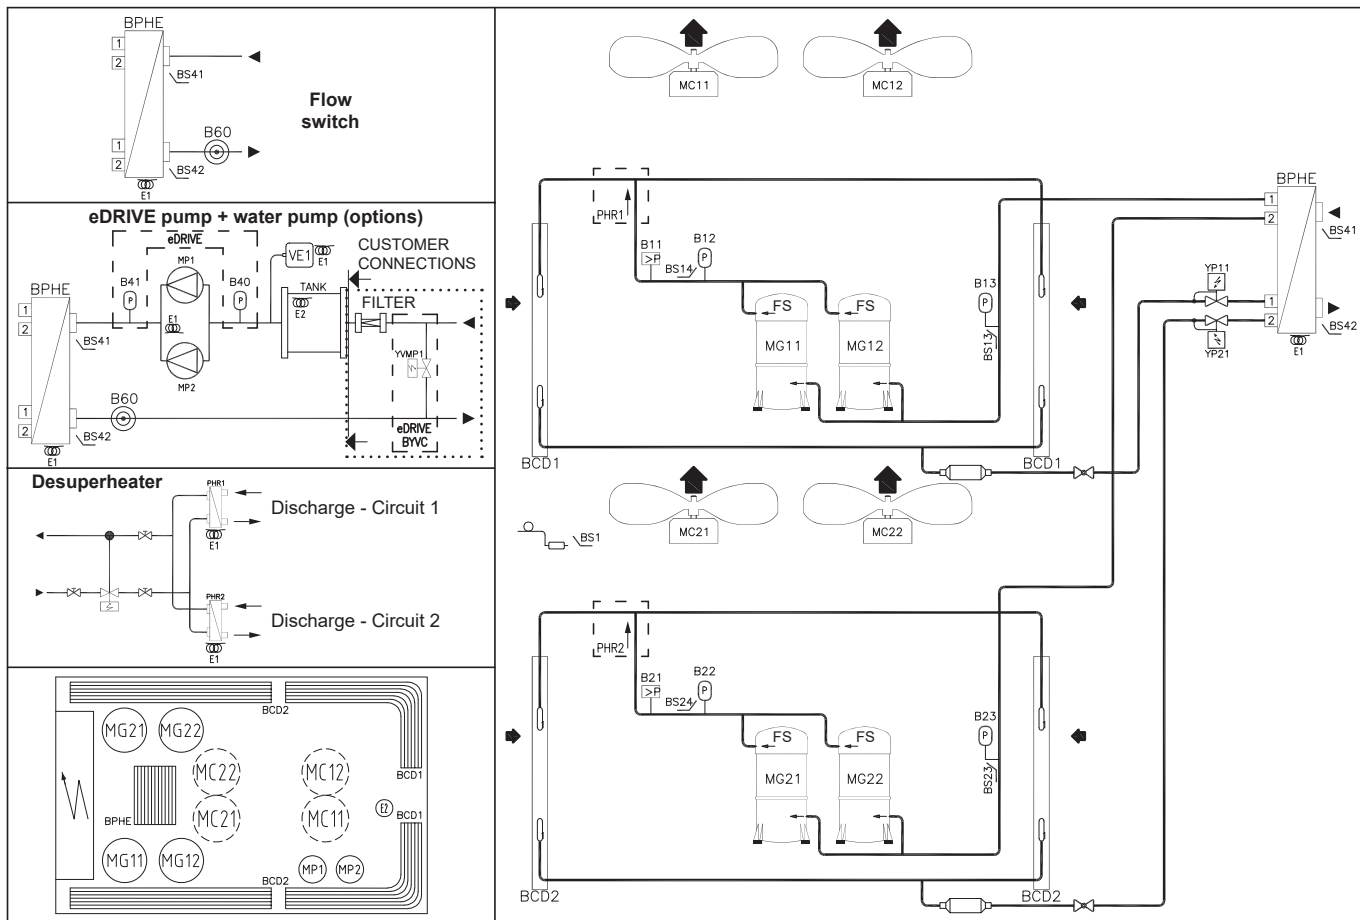 BPHE
1
2
BS41
Flow
switch
B60
1
2
BS42
E1
eDRIVE pump + water pump (options)
eDRIVE
MP1
VE1
E1
CUSTOMER
CONNECTIONS
B41
P
B40
P
TANK
E2
FILTER
BPHE
1
2
E1
BS41
MP2
YVMP1
B60
1
2
BS42
E1
eDRIVE
BYVC
Desuperheater
PHR1
Discharge - Circuit 1
E1
PHR2
Discharge - Circuit 2
E1
BCD2
MG21
MG22
MC22
MC12
BCD1
BPHE
MC21
MC11
E2
BCD1
MG11
MG12
MP1
MP2
BCD2
MC11
MC12
PHR1
B11
>P
BS14
B12
P
FS
FS
MG11
MG12
B13
P
BS13
BPHE
1
2
BS41
YP11
1
2
BS42
YP21
E1
BCD1
BCD1
MC21
MC22
BS1
PHR2
B21
>P
BS24
B22
P
FS
FS
MG21
MG22
B23
P
BS23
BCD2
BCD2